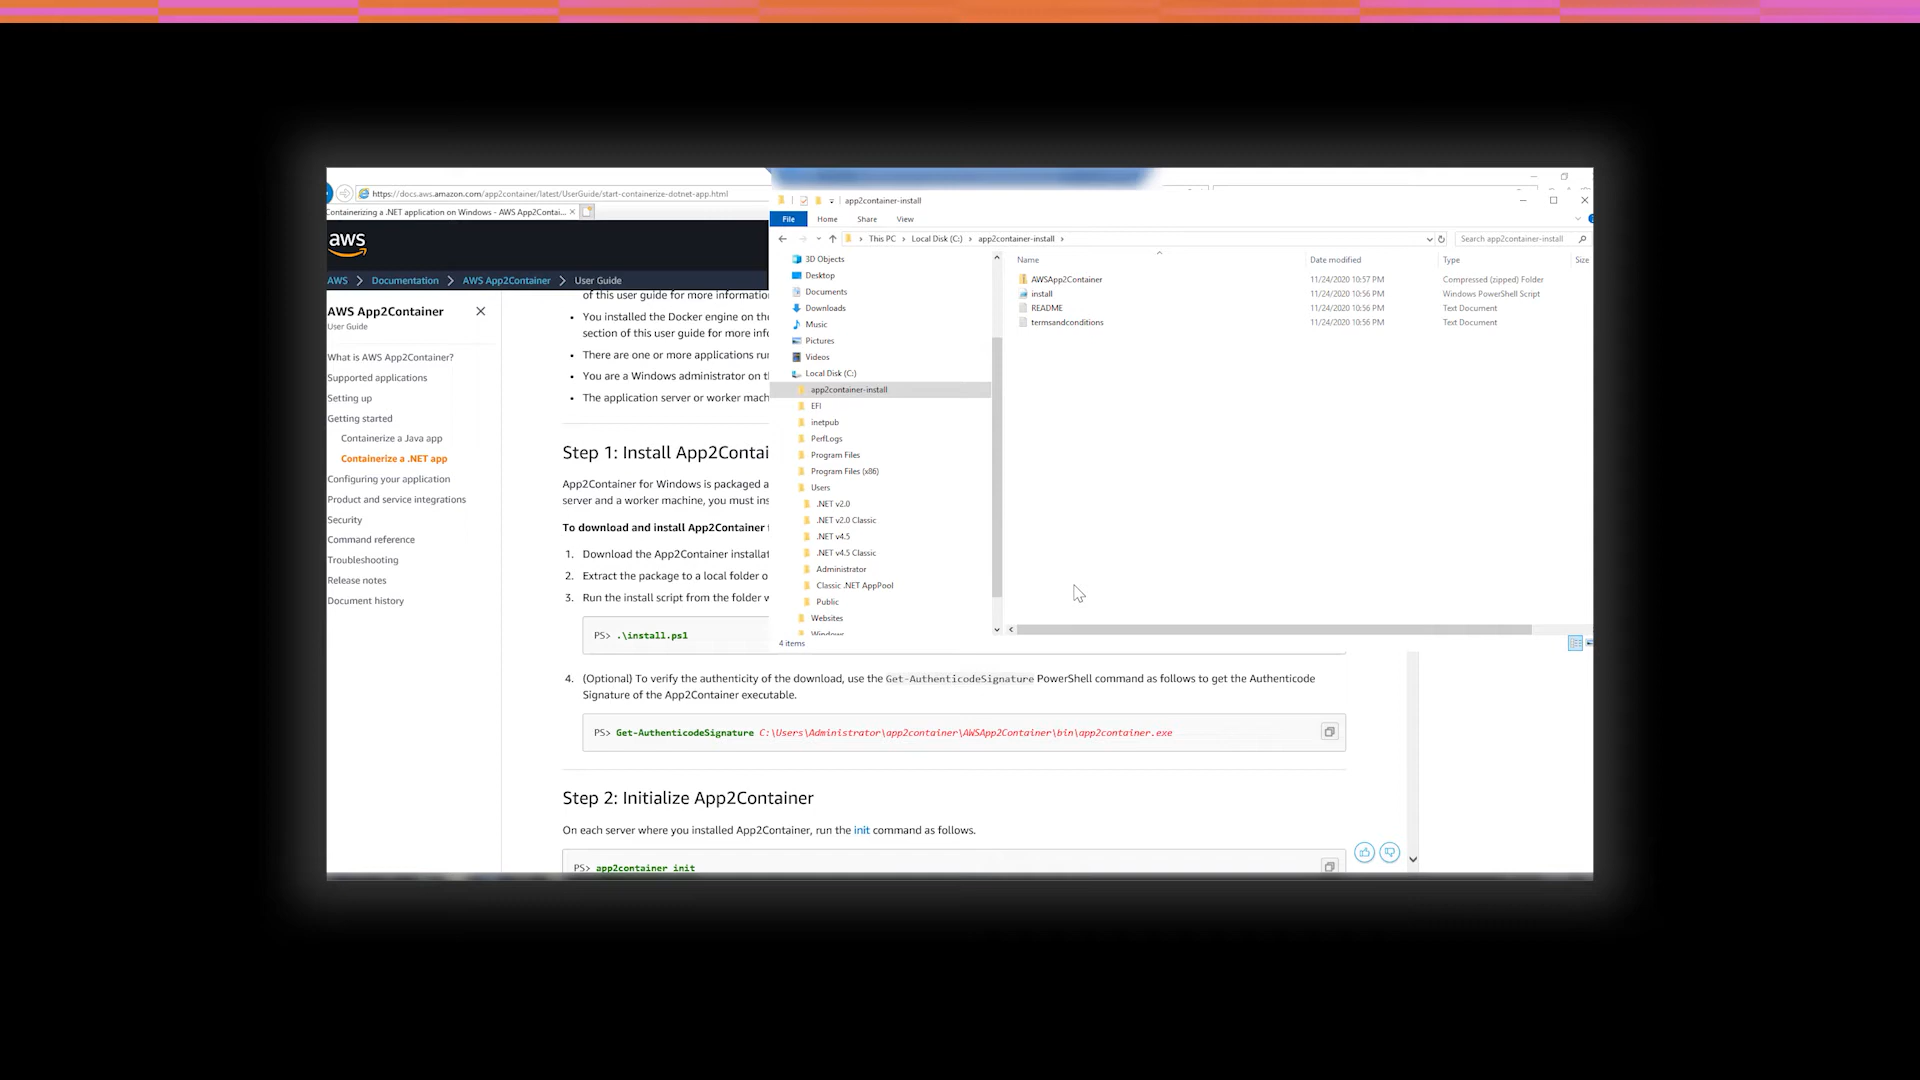 https://docs.aws.amazon.com/app2container/latest/UserGuide/start-containerize-dotnet-app.html
Containerizing a .NET application on Windows - AWS App2Contai...
aws
AWS > Documentation > AWS App2Container > User Guide
AWS App2Container
User Guide
What is AWS App2Container?
Supported applications
Setting up
Getting started
Containerize a Java app
Containerize a .NET app
Configuring your application
Product and service integrations
Security
Command reference
Troubleshooting
Release notes
Document history
of this user guide for more information
• You installed the Docker engine on the
section of this user guide for more info
• There are one or more applications
• You are a Windows administrator on
• The application server or worker
Step 1: Install App2Contai
App2Container for Windows is packaged a
server and a worker machine, you must
To download and install App2Container
1. Download the App2Container
2. Extract the package to a local folder
3. Run the install script from the folder
PS> .\install.ps1
4. (Optional) To verify the authenticity of the download, use the Get-AuthenticodeSignature PowerShell command as follows to get the Authenticode
Signature of the App2Container executable.
PS> Get-AuthenticodeSignature C:\Users\Administrator\app2container\AWSApp2Container\bin\app2container.exe
Step 2: Initialize App2Container
On each server where you installed App2Container, run the init command as follows.
PS> app2container init
app2container-install
File Home Share View
This PC > Local Disk (C:) > app2container-install >
Search app2container-install
3D Objects
Desktop
Documents
Downloads
Music
Pictures
Videos
Local Disk (C:)
app2container-install
EFI
inetpub
PerfLogs
Program Files
Program Files (x86)
Users
.NET v2.0
.NET v2.0 Classic
.NET v4.5
.NET v4.5 Classic
Administrator
Classic .NET AppPool
Public
Websites
Windows
Name Date modified Type Size
AWSApp2Container 11/24/2020 10:57 PM Compressed (zipped) Folder
install 11/24/2020 10:56 PM Windows PowerShell Script
README 11/24/2020 10:56 PM Text Document
termsandconditions 11/24/2020 10:56 PM Text Document
4 items